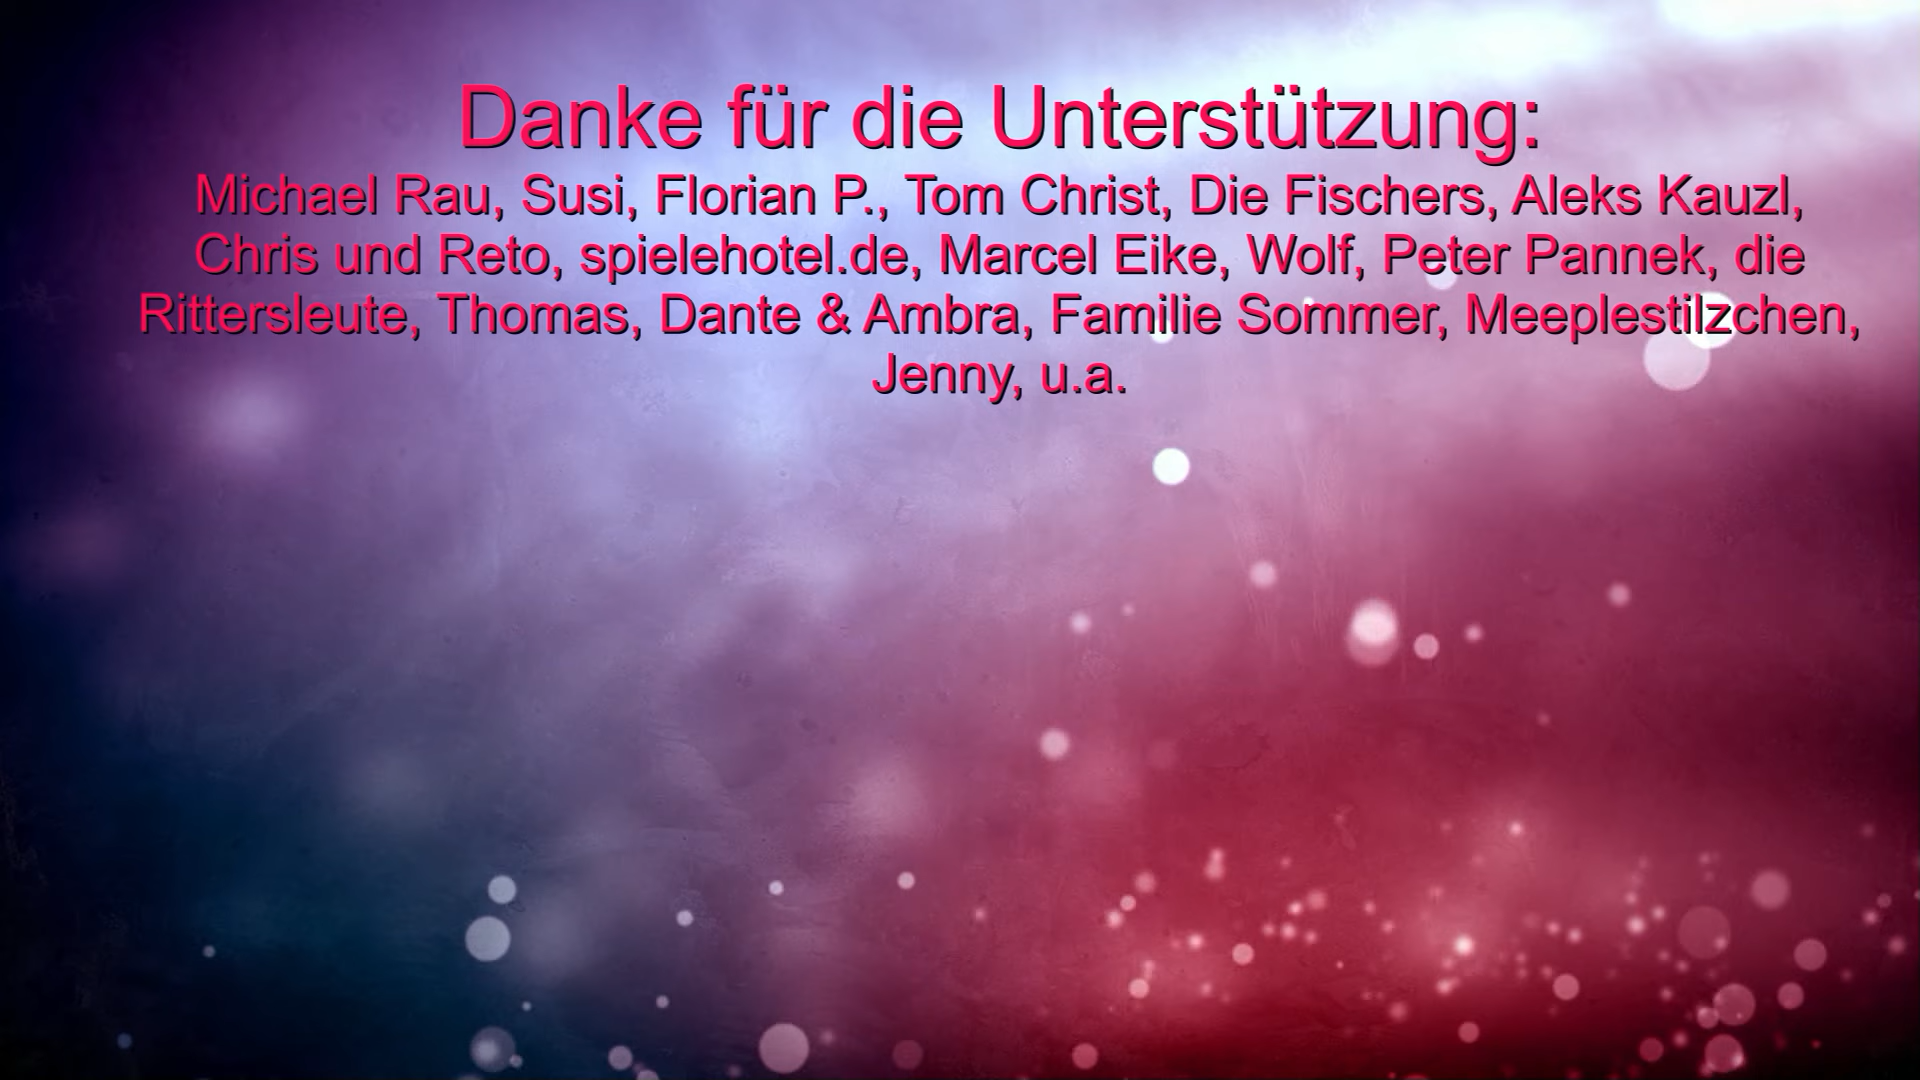 Danke für die Unterstützung:
Michael Rau, Susi, Florian P., Tom Christ, Die Fischers, Aleks Kauzl,
Chris und Reto, spielehotel.de, Marcel Eike, Wolf, Peter Pannek, die
Rittersleute, Thomas, Dante & Ambra, Familie Sommer, Meeplestilzchen,
Jenny, u.a.